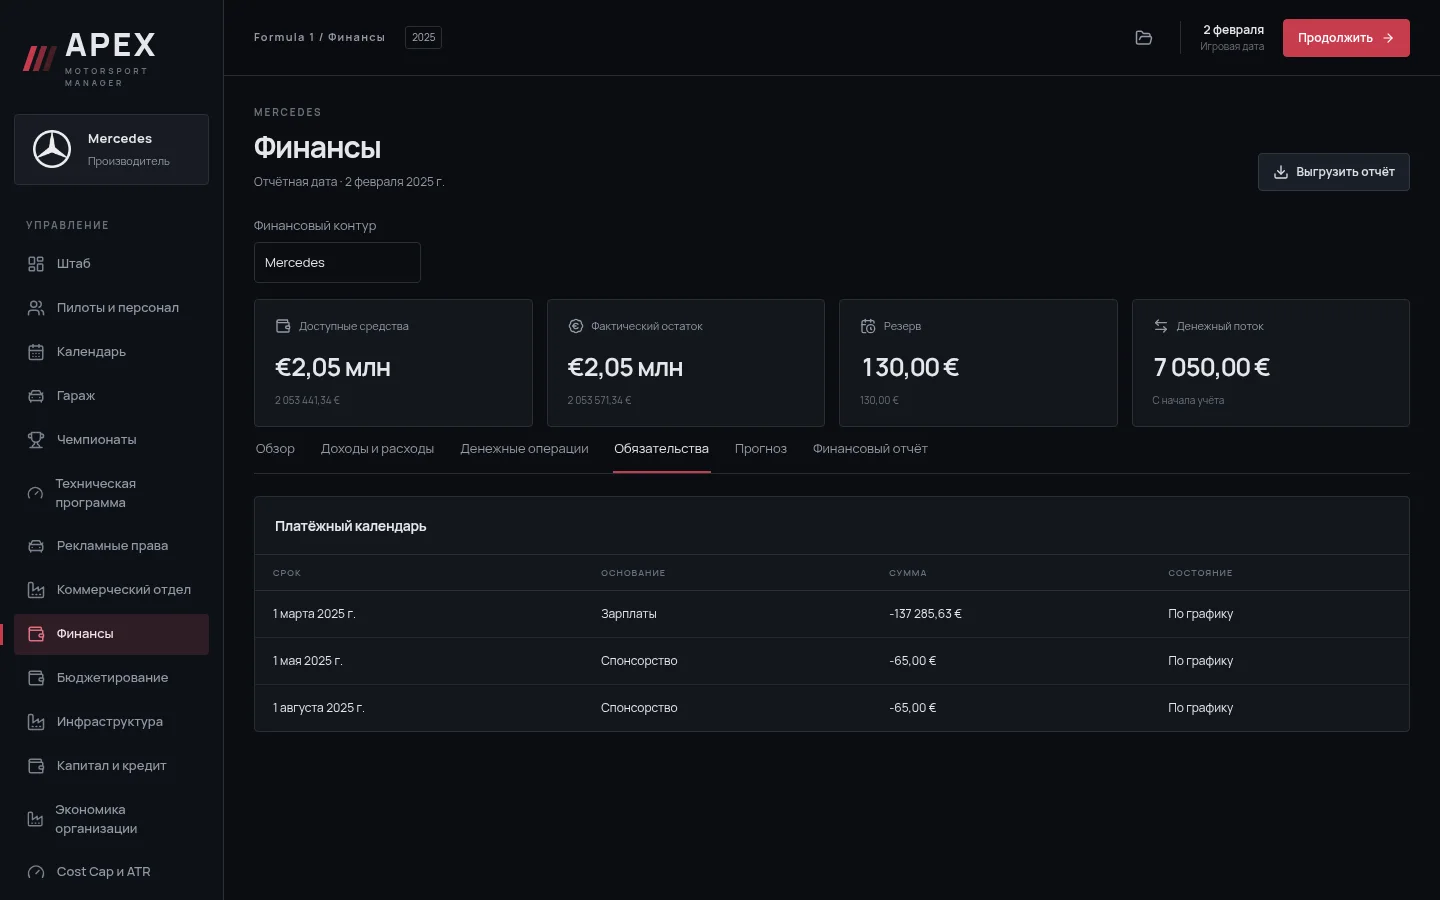 APEX
MOTORSPORT
MANAGER
Mercedes
Производитель
УПРАВЛЕНИЕ
Штаб
Пилоты и персонал
Календарь
Гараж
Чемпионаты
Техническая
программа
Рекламные права
Коммерческий отдел
Финансы
Бюджетирование
Инфраструктура
Капитал и кредит
Экономика
организации
Cost Cap и ATR
Formula 1 / Финансы 2025
2 февраля
Игровая дата
Продолжить
MERCEDES
Финансы
Отчётная дата · 2 февраля 2025 г.
Выгрузить отчёт
Финансовый контур
Mercedes
Доступные средства
€2,05 млн
2 053 441,34 €
Фактический остаток
€2,05 млн
2 053 571,34 €
Резерв
130,00 €
130,00 €
Денежный поток
7 050,00 €
С начала учёта
Обзор Доходы и расходы Денежные операции Обязательства Прогноз Финансовый отчёт
Платёжный календарь
СРОК ОСНОВАНИЕ СУММА СОСТОЯНИЕ
1 марта 2025 г. Зарплаты -137 285,63 € По графику
1 мая 2025 г. Спонсорство -65,00 € По графику
1 августа 2025 г. Спонсорство -65,00 € По графику